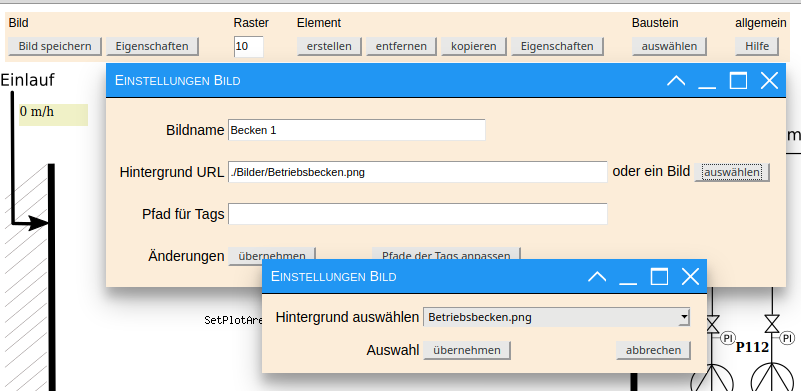 Bild Raster Element Baustein allgemein
Bild speichern Eigenschaften 10 erstellen entfernen kopieren Eigenschaften auswählen Hilfe
Einlauf
EINSTELLUNGEN BILD
0 m/h
Bildname Becken 1
m
Hintergrund URL ./Bilder/Betriebsbecken.png oder ein Bild auswählen
Pfad für Tags
Änderungen übernehmen Pfade der Tags anpassen
EINSTELLUNGEN BILD
Hintergrund auswählen Betriebsbecken.png
SetPlotAre
PI PI
P112
Auswahl übernehmen abbrechen